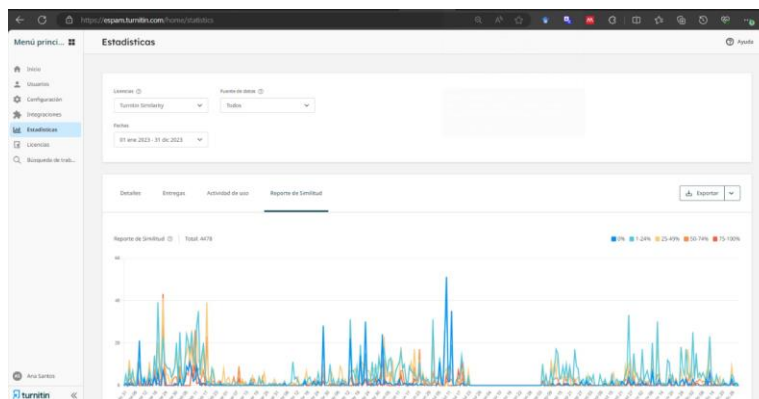 https://espam.turnitin.com/home/statistics
Menú princi...
Estadísticas
Ayuda
Inicio
Usuarios
Configuración
Integraciones
Estadísticas
Licencias
Búsqueda de trab...
Licencias
Fuente de datos
Turnitin Similarity
Todos
Fechas
01 ene 2023 - 31 dic 2023
Detalles
Entregas
Actividad de uso
Reporte de Similitud
Exportar
Reporte de Similitud
Total: 4478
0%
1-24%
25-49%
50-74%
75-100%
60
40
20
0
Ana Santos
turnitin